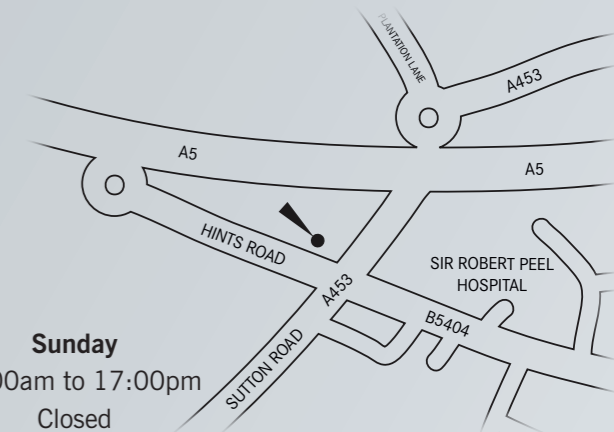 PLANTATION LANE
A453
A5
A5
HINTS ROAD
SIR ROBERT PEEL
HOSPITAL
A453
B5404
SUTTON ROAD
Sunday
00am to 17:00pm
Closed